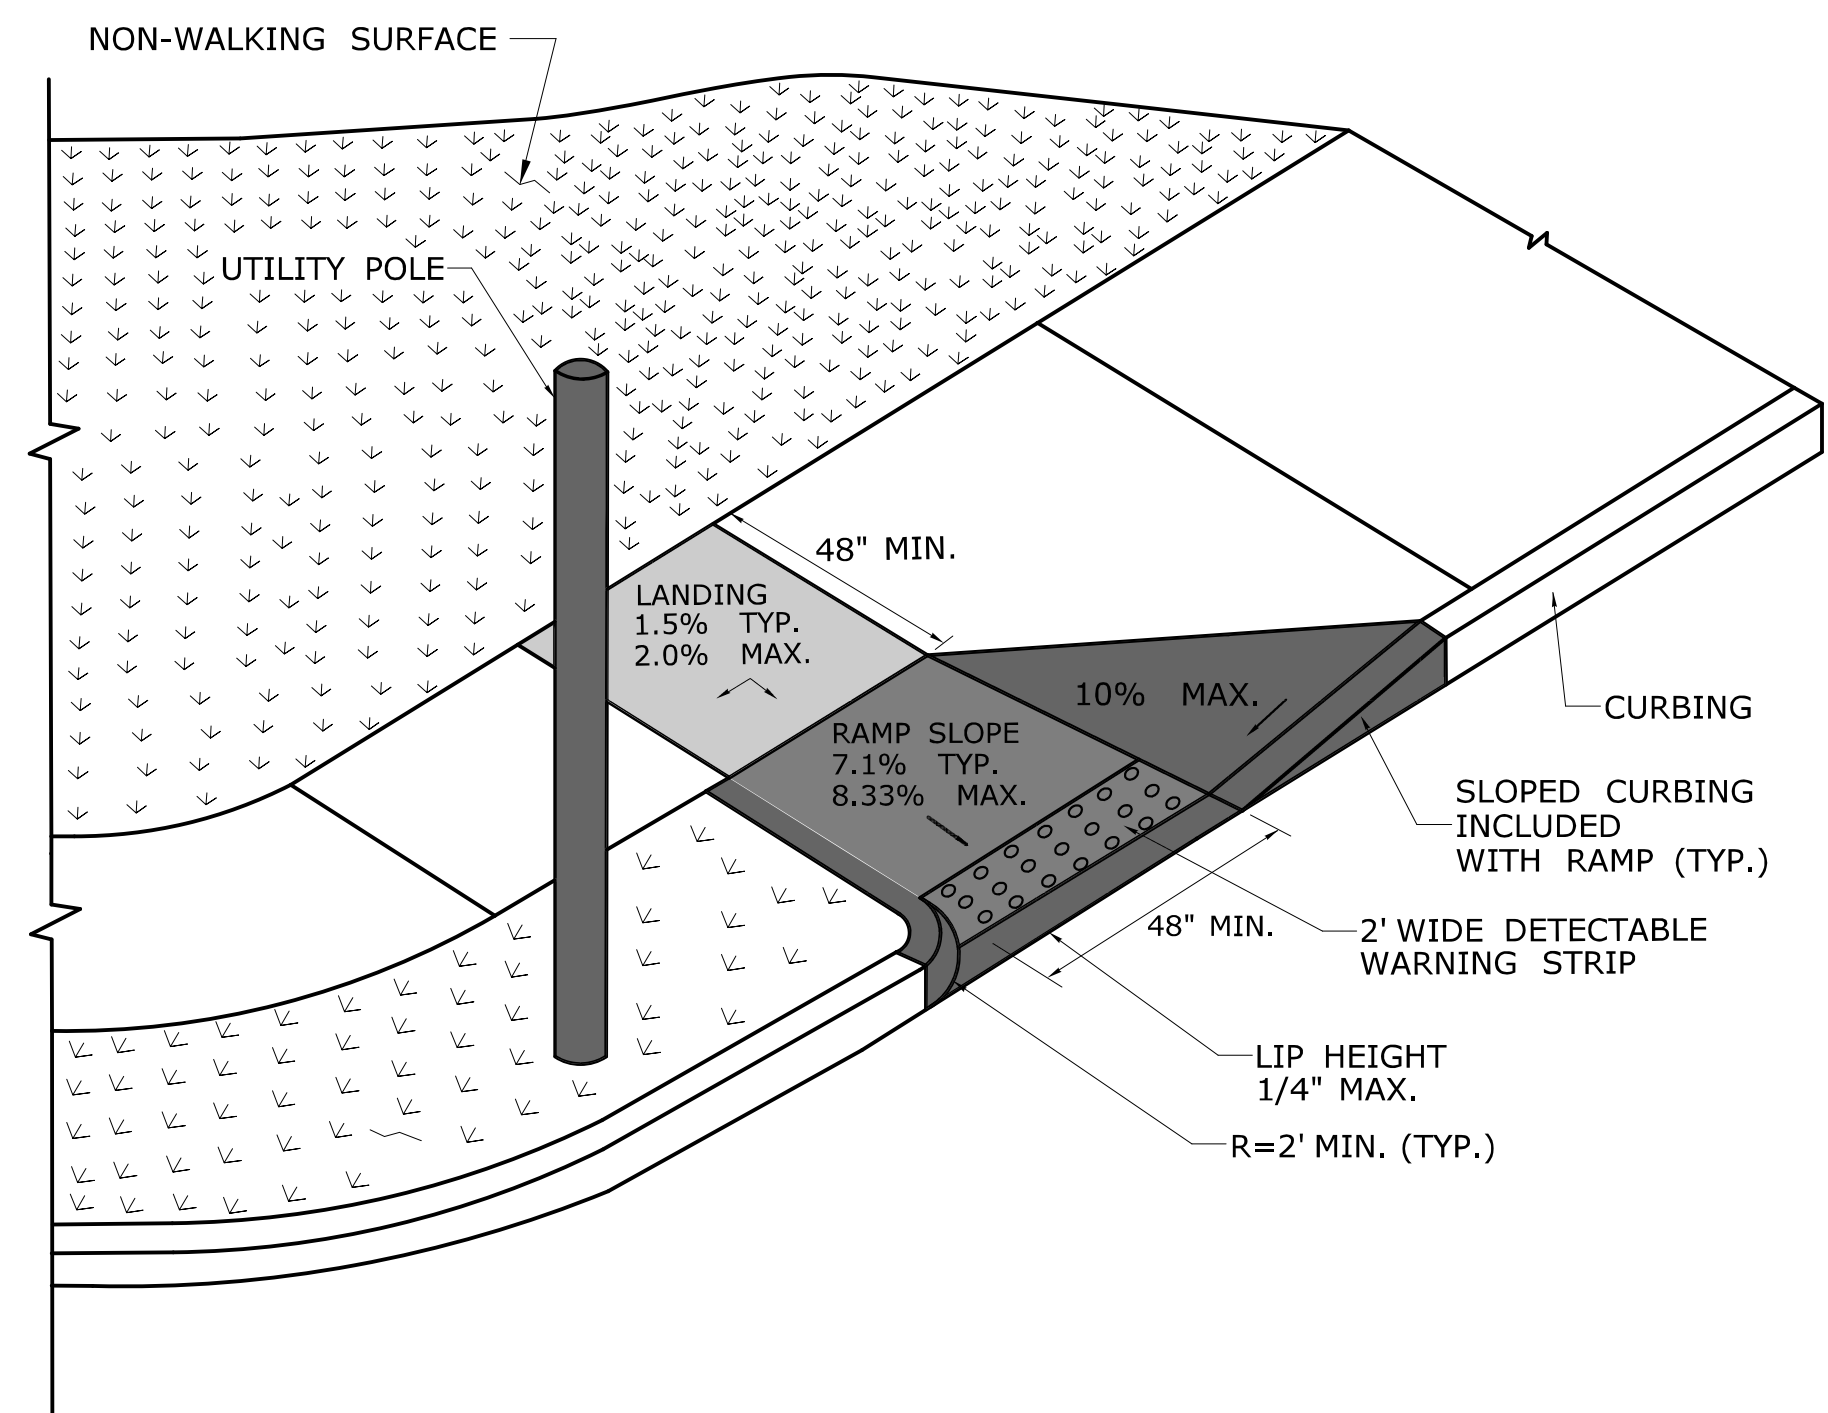 NON-WALKING SURFACE
UTILITY POLE
48" MIN.
LANDING
1.5% TYP.
2.0% MAX.
10% MAX.
RAMP SLOPE
7.1% TYP.
8.33% MAX.
CURBING
SLOPED CURBING
INCLUDED
WITH RAMP (TYP.)
48" MIN.
2' WIDE DETECTABLE
WARNING STRIP
LIP HEIGHT
1/4" MAX.
R=2' MIN. (TYP.)